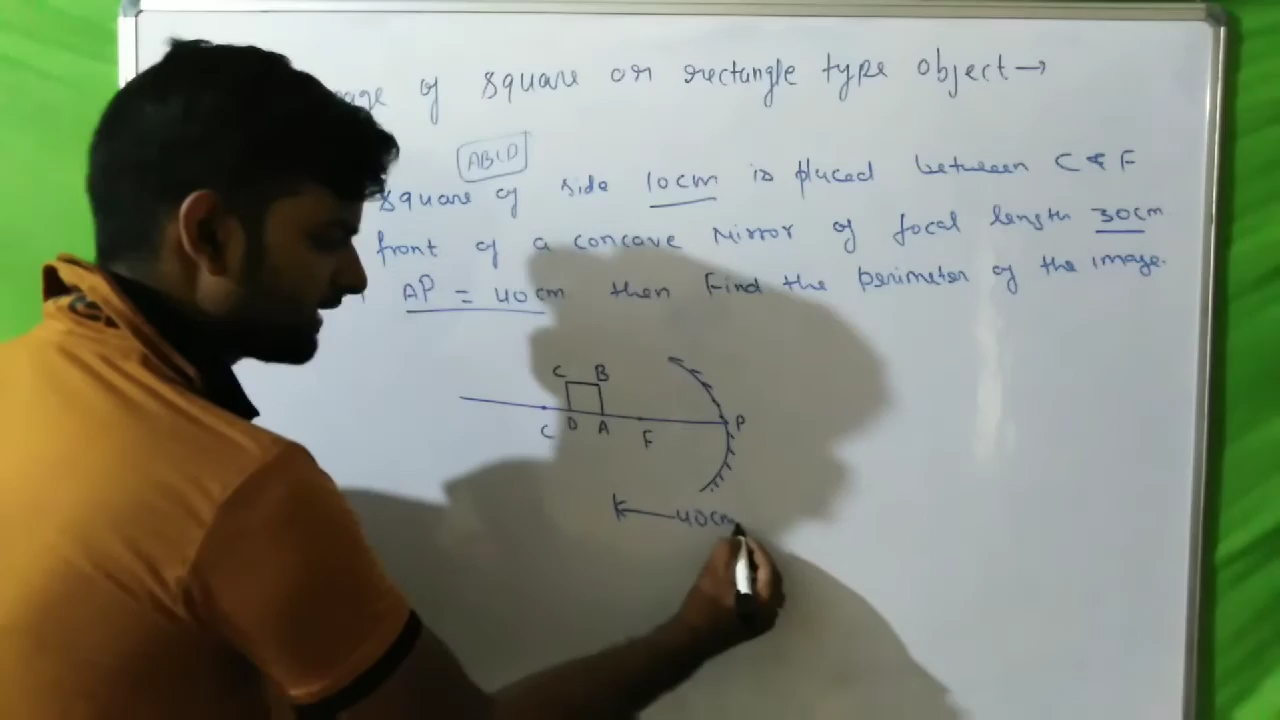 age of square or rectangle type object →
ABCD
square of side 10cm is placed between C & F
front of a concave Mirror of focal length 30cm
AP = 40cm then Find the perimeter of the image.
C B
C D A F P
40cm